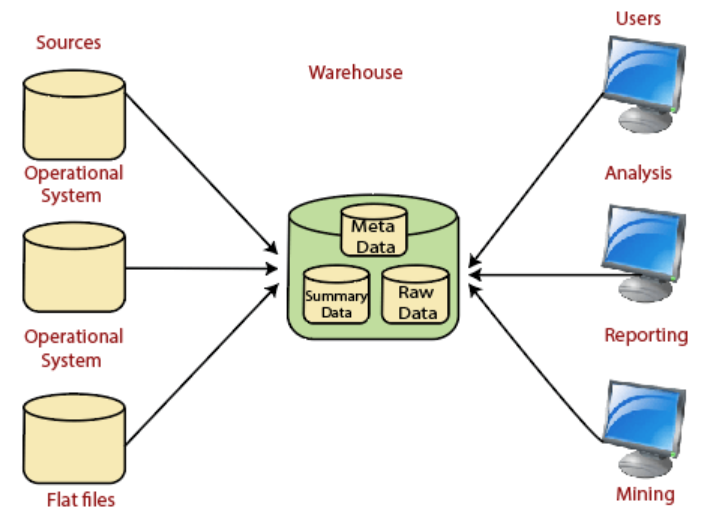 Sources
Operational
System
Operational
System
Flat files
Warehouse
Meta
Data
Summary
Data
Raw
Data
Users
Analysis
Reporting
Mining